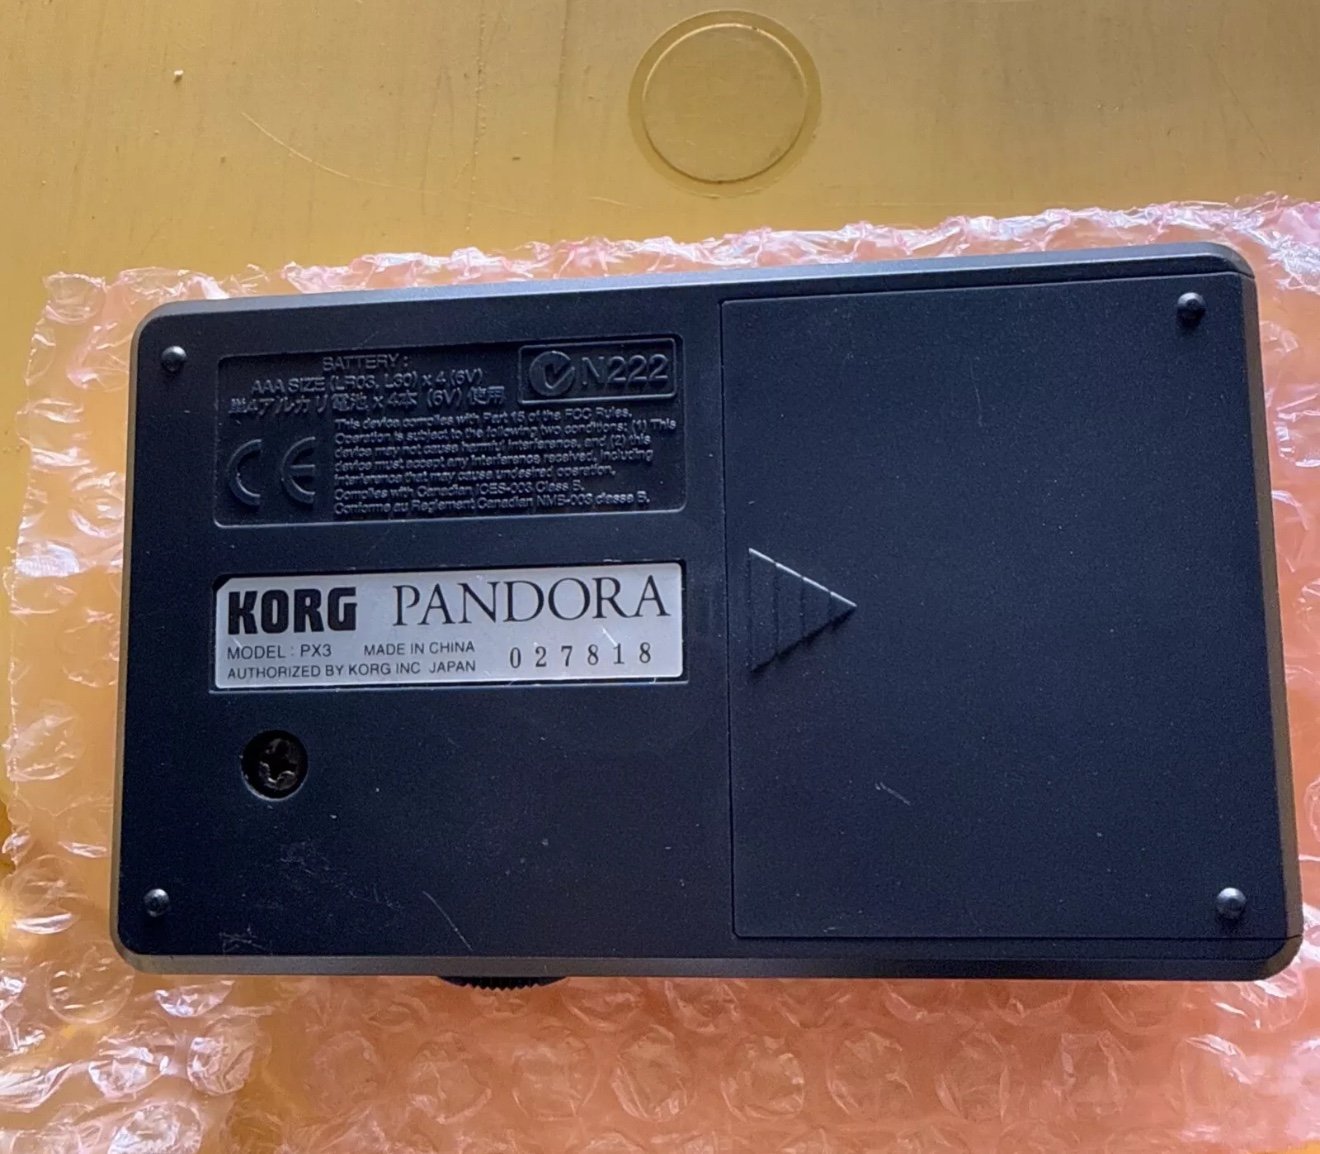 BATTERY :
AAA SIZE (LR03, L30) x 4 (6V)
単4アルカリ電池 x 4本 (6V) 使用
N222
CE
This device complies with Part 15 of the FCC Rules.
Operation is subject to the following two conditions: (1) This
device may not cause harmful interference, and (2) this
device must accept any interference received, including
interference that may cause undesired operation.
Complies with Canadian ICES-003 Class B.
Conforme au Reglement Canadien NMB-003 classe B.
KORG PANDORA
MODEL : PX3 MADE IN CHINA
AUTHORIZED BY KORG INC JAPAN 027818